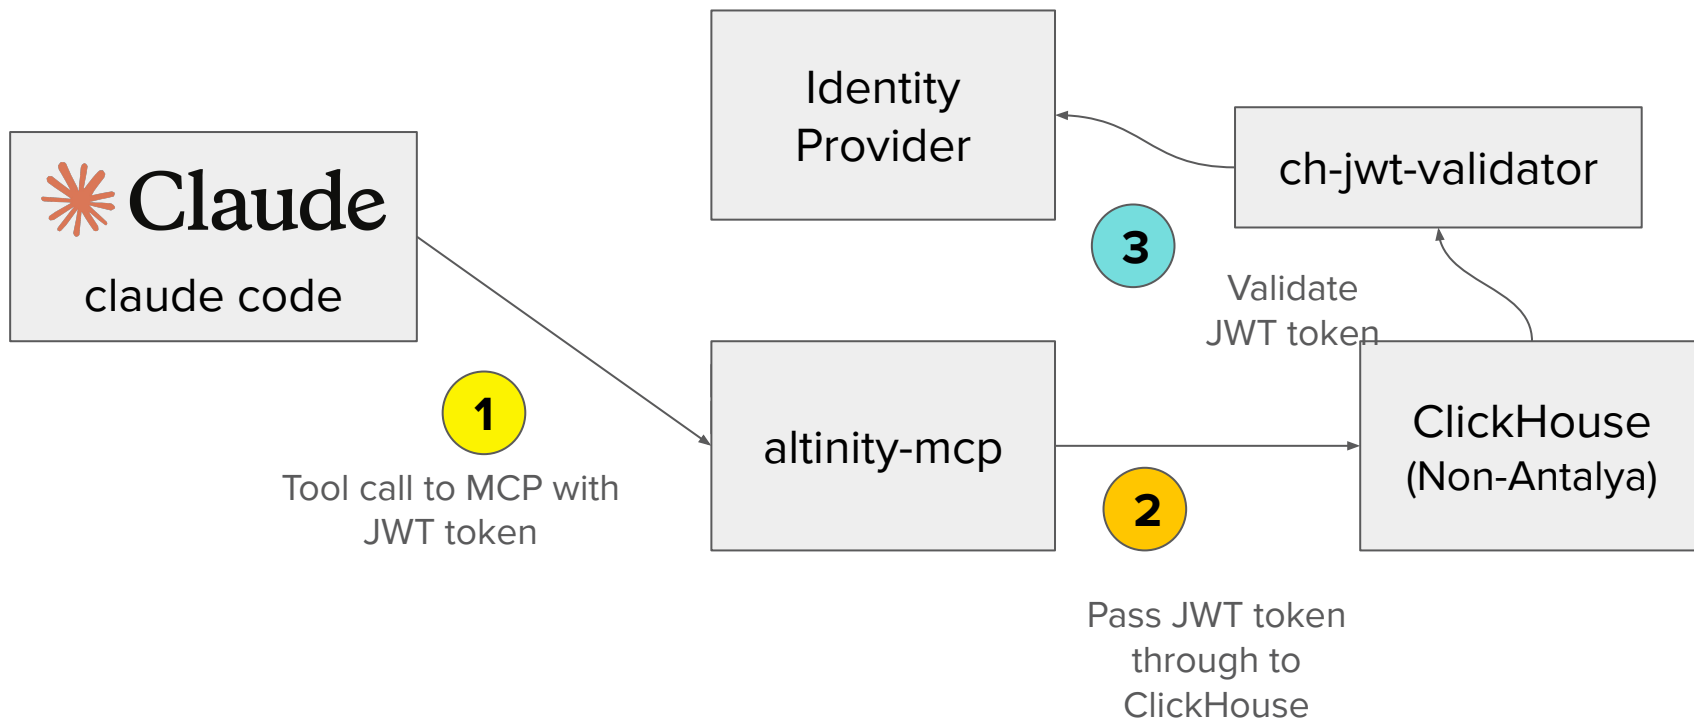 Identity
Provider
Claude
claude code
ch-jwt-validator
3
Validate
JWT token
1
Tool call to MCP with
JWT token
altinity-mcp
2
Pass JWT token
through to
ClickHouse
ClickHouse
(Non-Antalya)